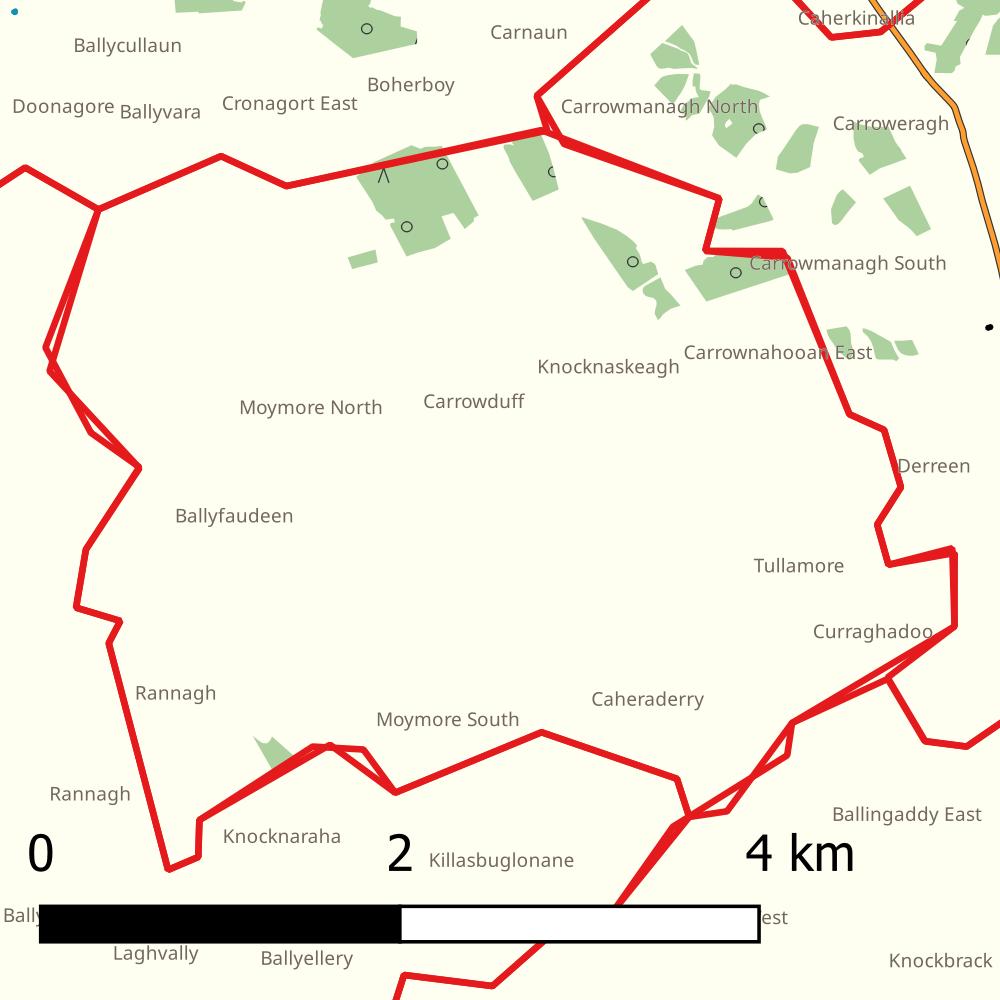 Caherkinallia
Ballycullaun
Carnaun
Boherboy
Doonagore
Ballyvara
Cronagort East
Carrowmanagh North
Carroweragh
Carrowmanagh South
Knocknaskeagh
Carrownahooan East
Moymore North
Carrowduff
Derreen
Ballyfaudeen
Tullamore
Curraghadoo
Rannagh
Moymore South
Caheraderry
Rannagh
Knocknaraha
Ballingaddy East
0
2
4 km
Killasbuglonane
Bally
est
Laghvally
Ballyellery
Knockbrack